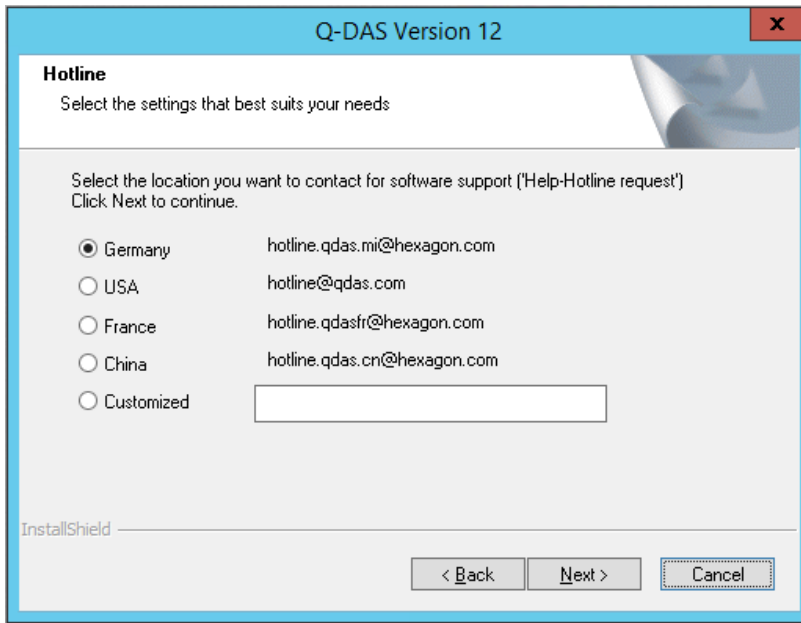 Q-DAS Version 12
x
Hotline
Select the settings that best suits your needs
Select the location you want to contact for software support ('Help-Hotline request')
Click Next to continue.
Germany hotline.qdas.mi@hexagon.com
USA hotline@qdas.com
France hotline.qdasfr@hexagon.com
China hotline.qdas.cn@hexagon.com
Customized
InstallShield
< Back Next > Cancel